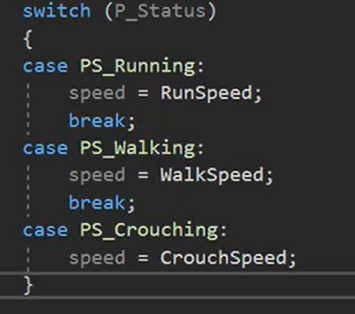 switch (P_Status)
{
case PS_Running:
    speed = RunSpeed;
    break;
case PS_Walking:
    speed = WalkSpeed;
    break;
case PS_Crouching:
    speed = CrouchSpeed;
}